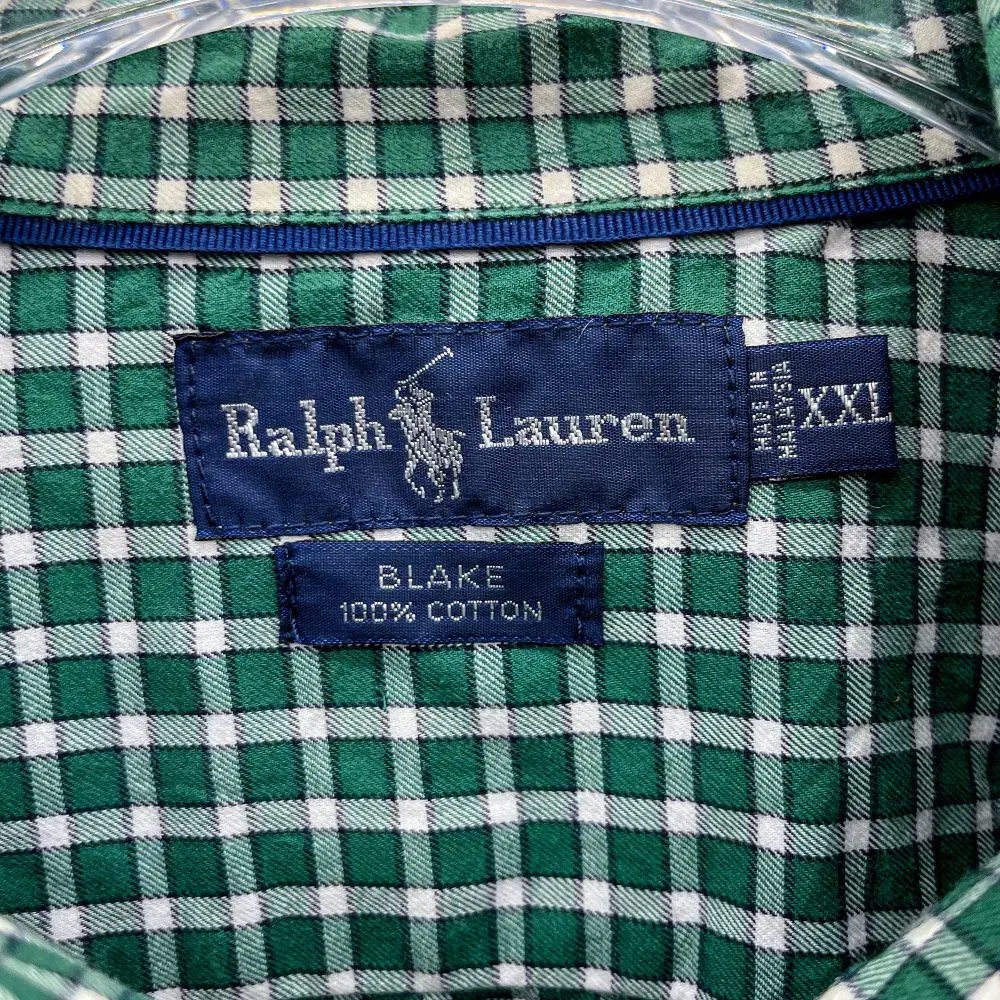 Ralph Lauren
MADE IN
MALAYSIA
XXL
BLAKE
100% COTTON